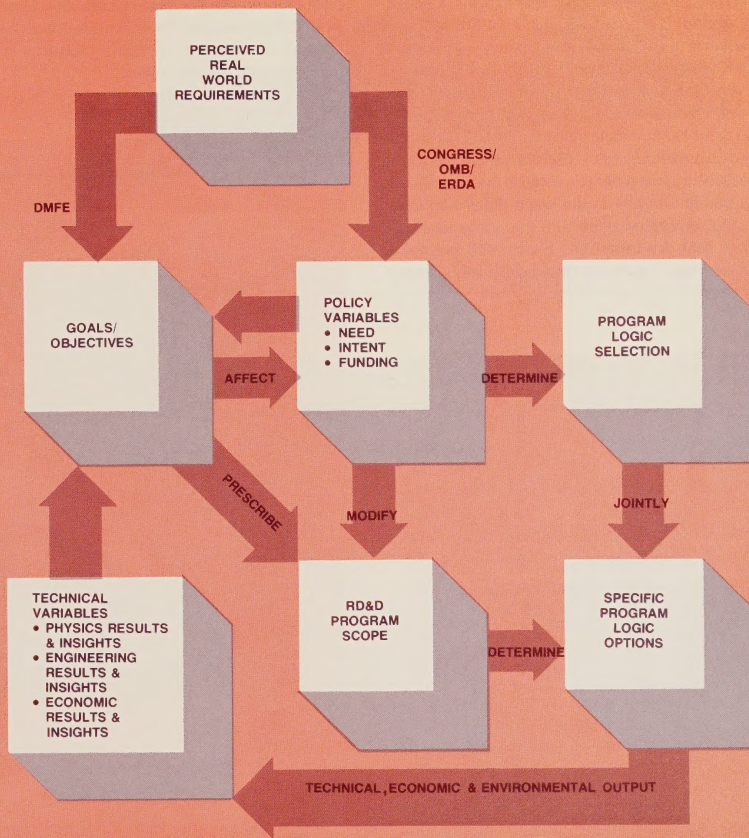 PERCEIVED
REAL
WORLD
REQUIREMENTS
DMFE
CONGRESS/
OMB/
ERDA
GOALS/
OBJECTIVES
POLICY
VARIABLES
• NEED
• INTENT
• FUNDING
PROGRAM
LOGIC
SELECTION
AFFECT
DETERMINE
PRESCRIBE
MODIFY
JOINTLY
TECHNICAL
VARIABLES
• PHYSICS RESULTS
& INSIGHTS
• ENGINEERING
RESULTS &
INSIGHTS
• ECONOMIC
RESULTS &
INSIGHTS
RD&D
PROGRAM
SCOPE
DETERMINE
SPECIFIC
PROGRAM
LOGIC
OPTIONS
TECHNICAL, ECONOMIC & ENVIRONMENTAL OUTPUT